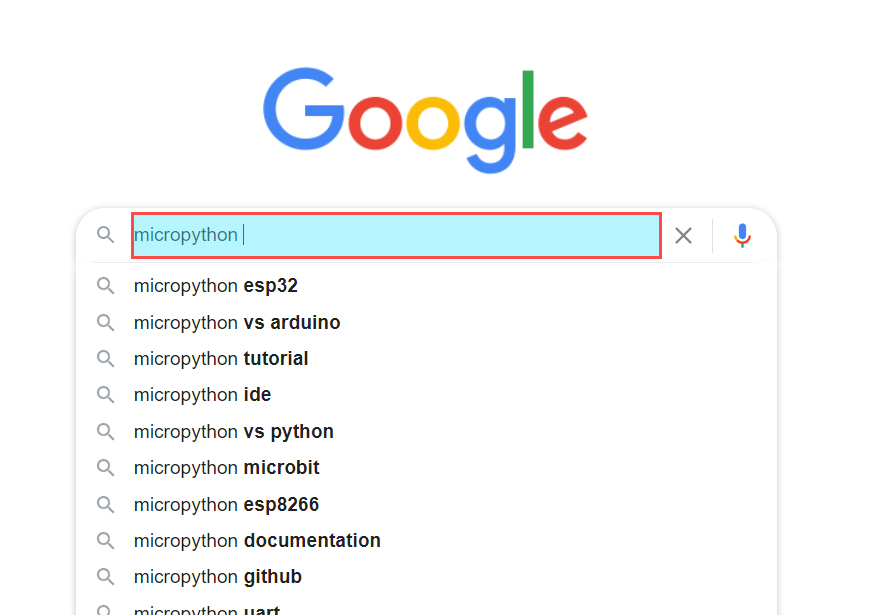 Google
micropython
micropython esp32
micropython vs arduino
micropython tutorial
micropython ide
micropython vs python
micropython microbit
micropython esp8266
micropython documentation
micropython github
micropython uart